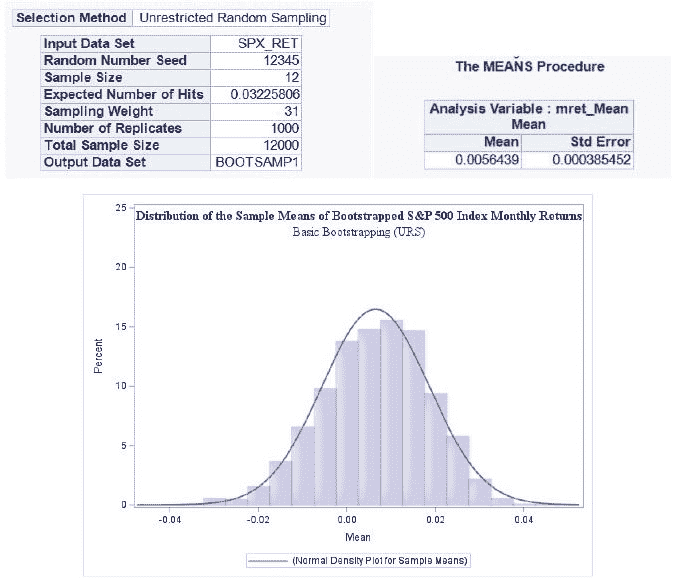 Selection Method Unrestricted Random Sampling
Input Data Set SPX_RET
Random Number Seed 12345
Sample Size 12
Expected Number of Hits 0.03225806
Sampling Weight 31
Number of Replicates 1000
Total Sample Size 12000
Output Data Set BOOTSAMP1
The MEANS Procedure
Analysis Variable : mret_Mean
Mean
Mean Std Error
0.0056439 0.000385452
Distribution of the Sample Means of Bootstrapped S&P 500 Index Monthly Returns
Basic Bootstrapping (URS)
25
20
15
10
5
0
Percent
-0.04 -0.02 0.00 0.02 0.04
Mean
(Normal Density Plot for Sample Means)